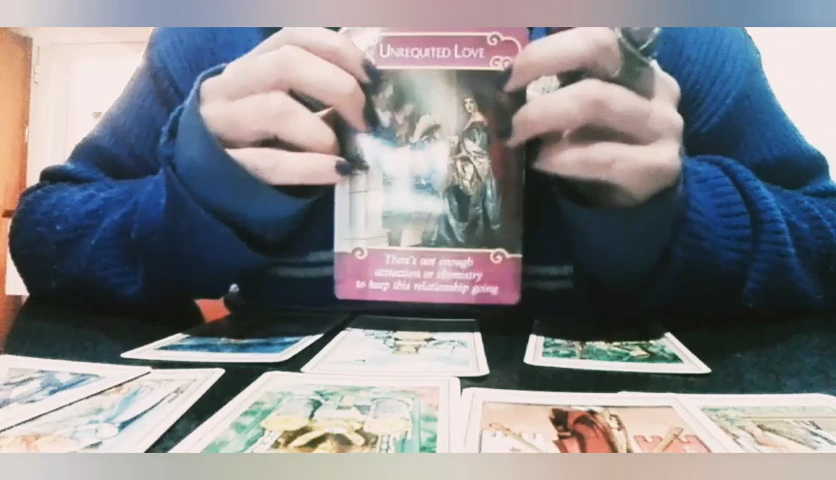 UNREQUITED LOVE
There's not enough
attraction or chemistry
to keep this relationship going